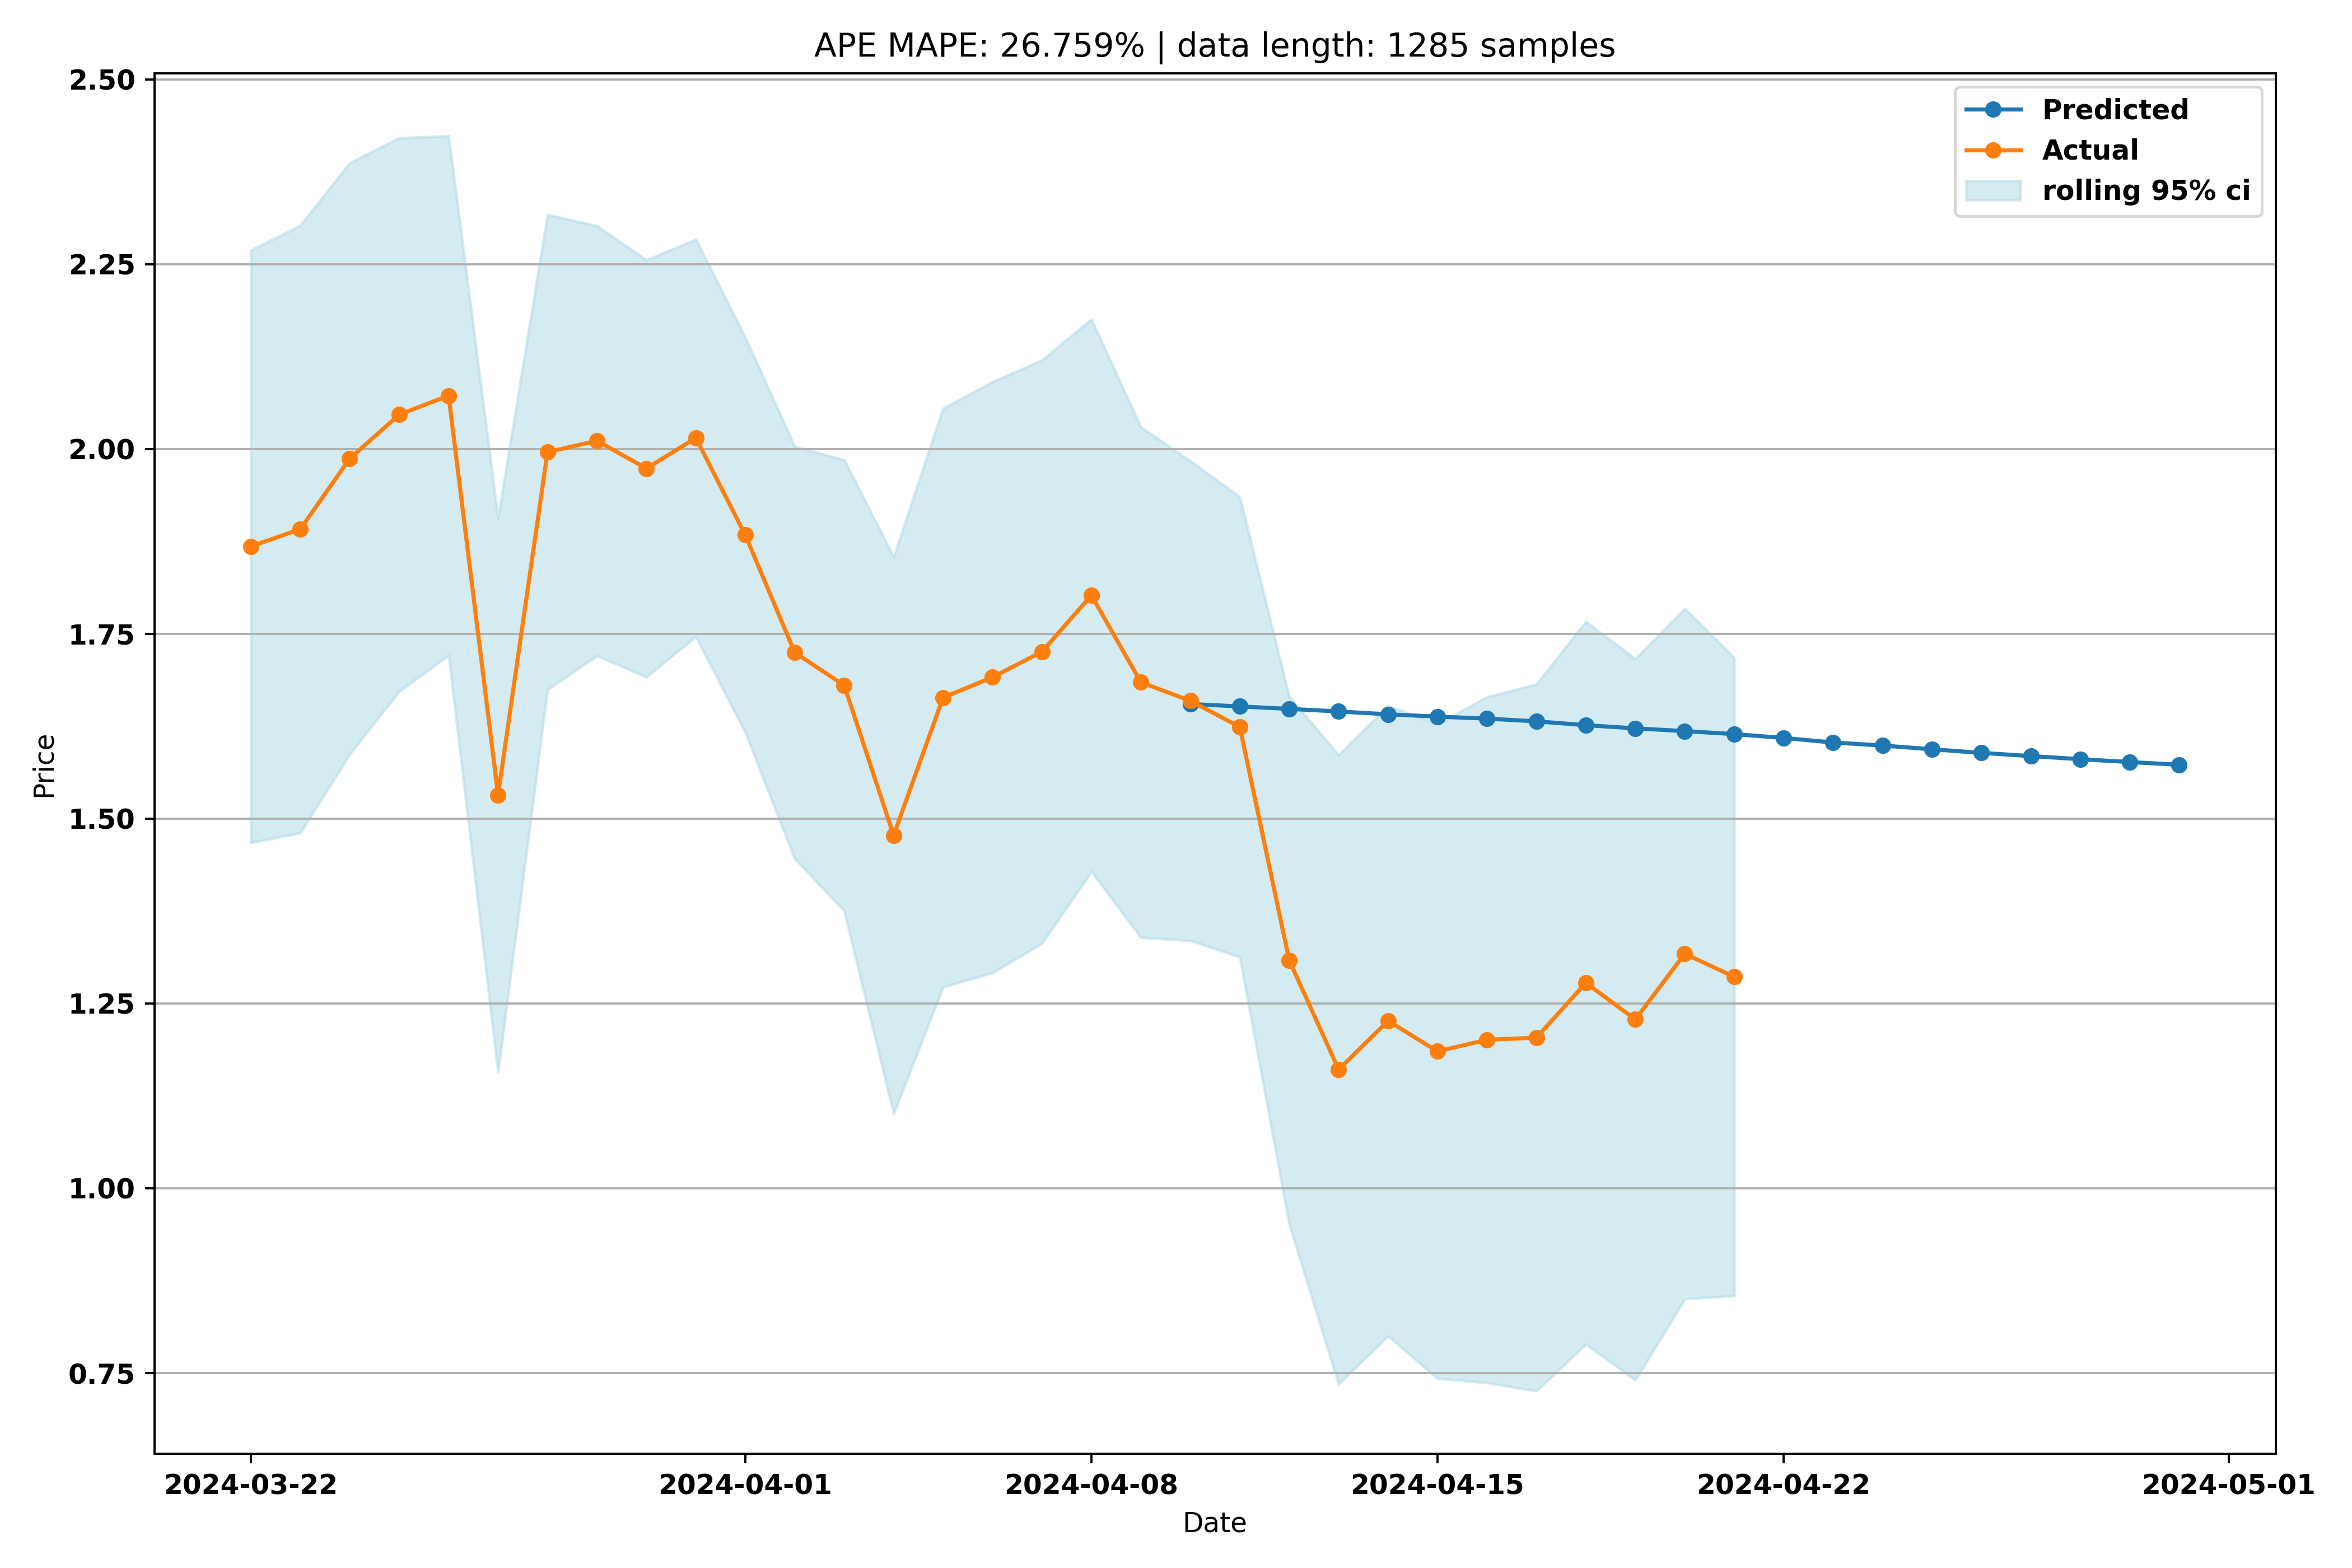 APE MAPE: 26.759% | data length: 1285 samples
Predicted
Actual
rolling 95% ci
2.50
2.25
2.00
1.75
1.50
1.25
1.00
0.75
Price
2024-03-22
2024-04-01
2024-04-08
2024-04-15
2024-04-22
2024-05-01
Date